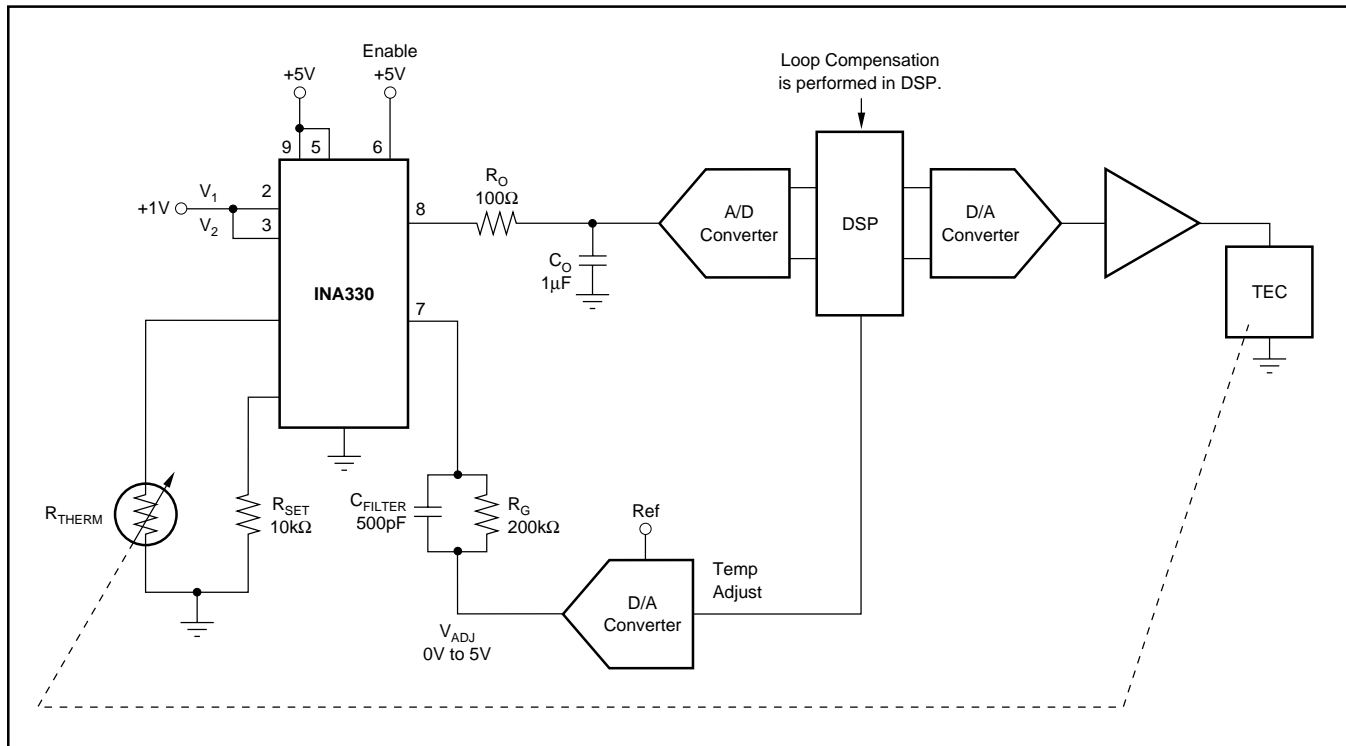 Enable
+5V
+5V
9
5
6
V1
+1V
V2
2
3
8
7
INA330
RO
100Ω
CO
1μF
A/D
Converter
Loop Compensation
is performed in DSP.
DSP
D/A
Converter
TEC
RTHERM
RSET
10kΩ
CFILTER
500pF
RG
200kΩ
VADJ
0V to 5V
Ref
D/A
Converter
Temp
Adjust